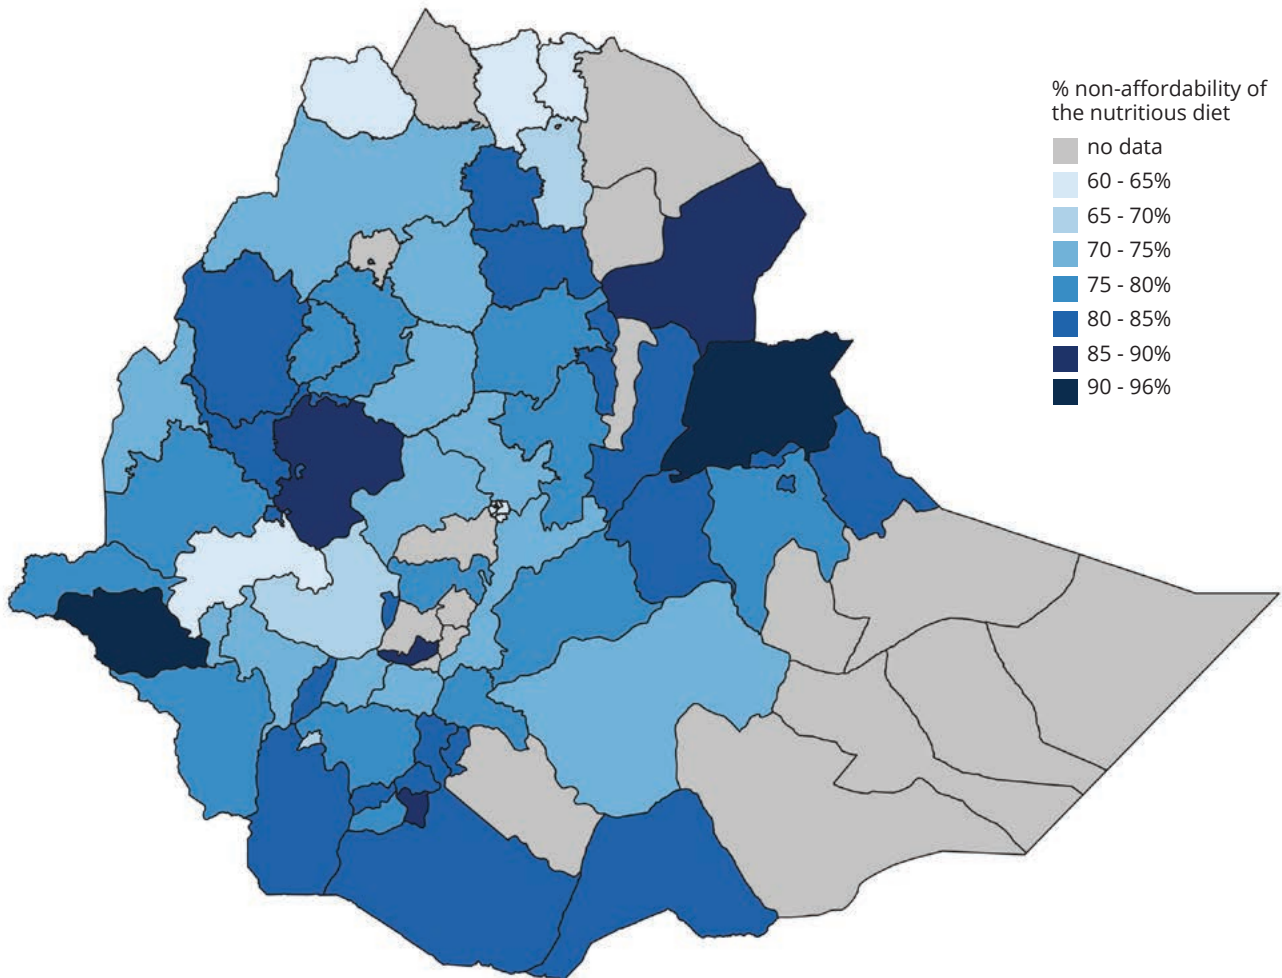 % non-affordability of
the nutritious diet
no data
60 - 65%
65 - 70%
70 - 75%
75 - 80%
80 - 85%
85 - 90%
90 - 96%